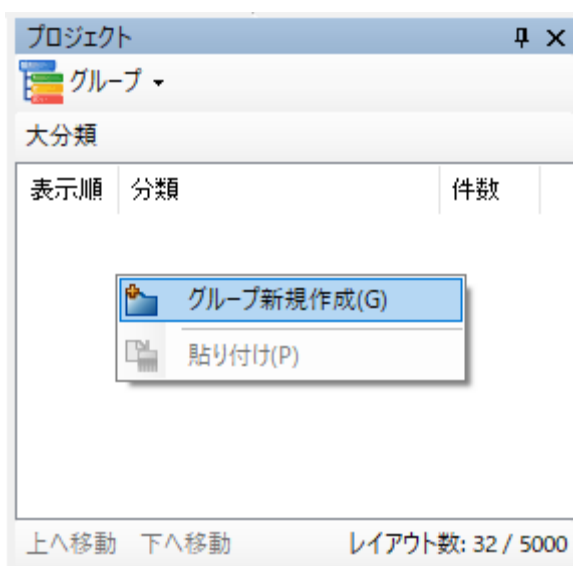 プロジェクト
グループ
大分類
表示順 分類 件数
グループ新規作成(G)
貼り付け(P)
上へ移動 下へ移動 レイアウト数: 32 / 5000